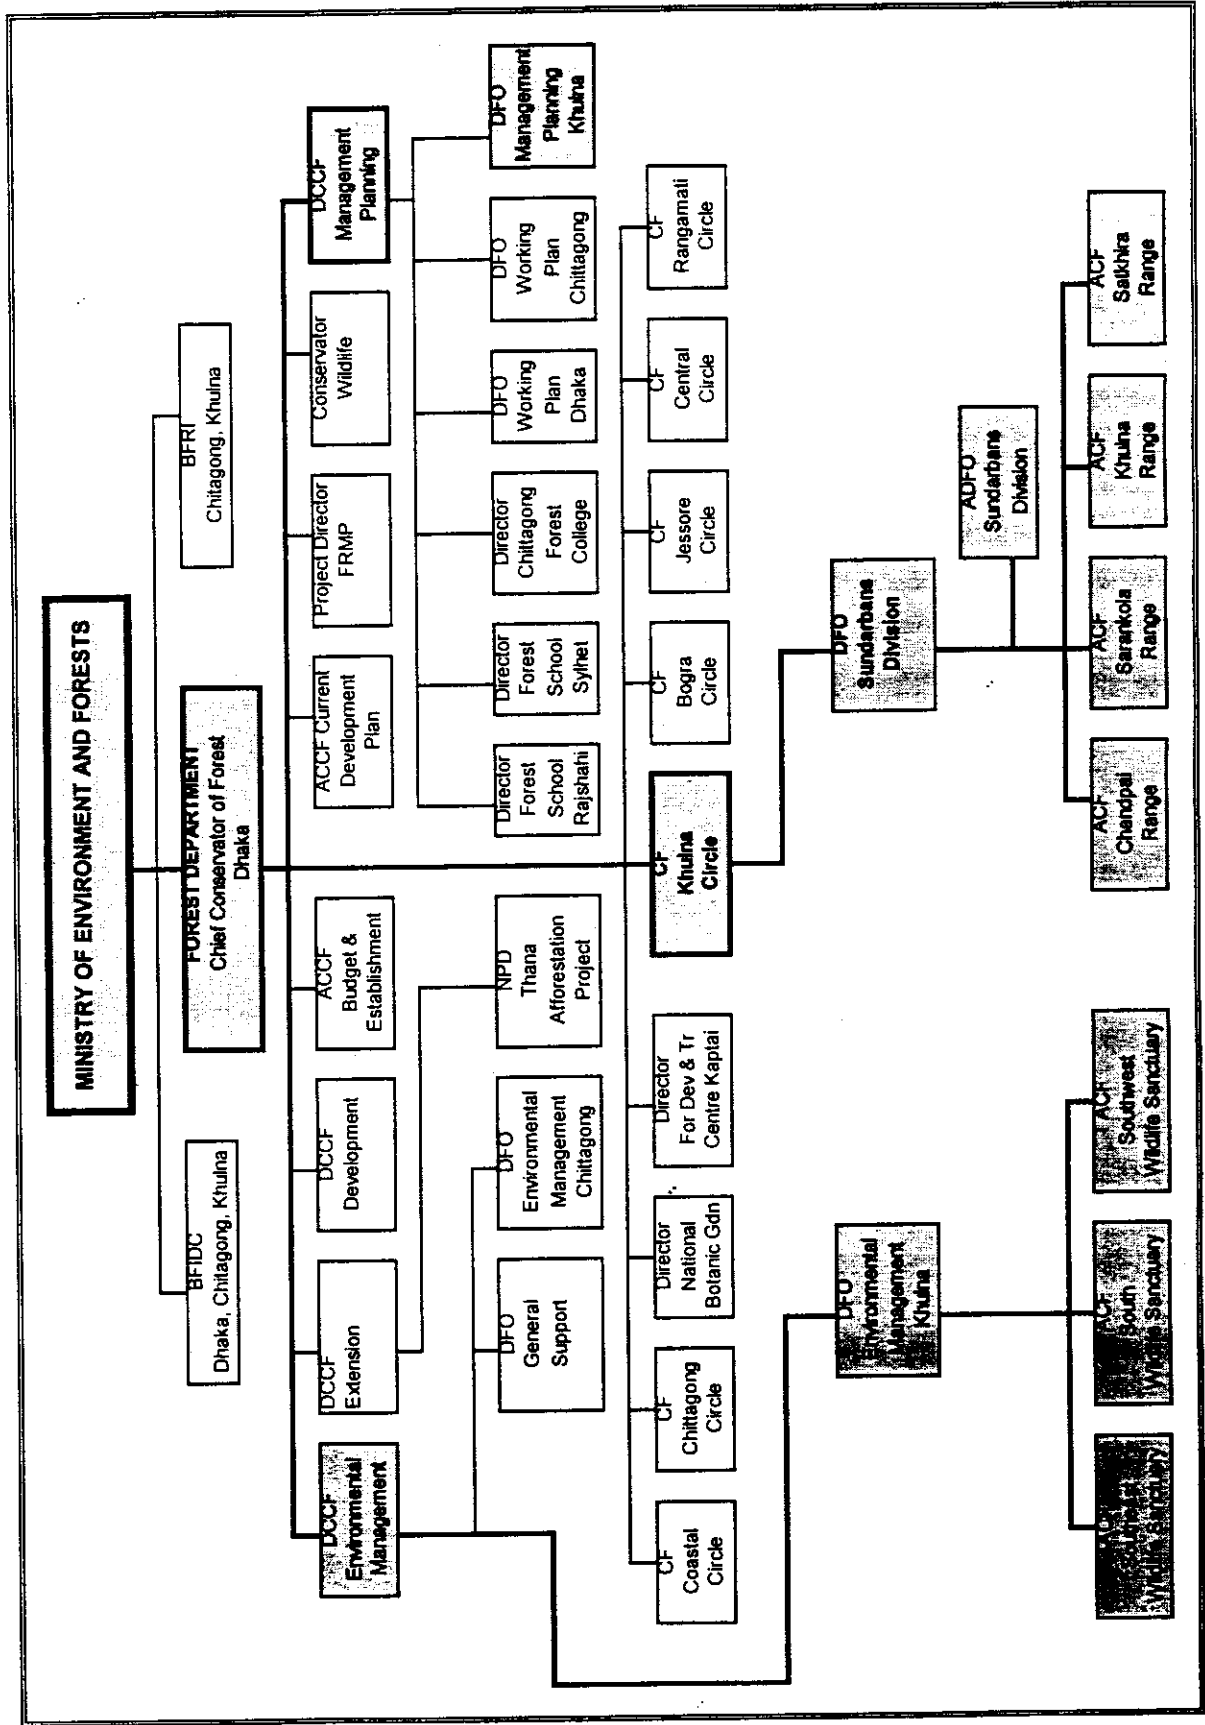 MINISTRY OF ENVIRONMENT AND FORESTS
BFIDC
Dhaka, Chitagong, Khulna
BFRI
Chitagong, Khulna
FOREST DEPARTMENT
Chief Conservator of Forest
Dhaka
DCCF
Environmental
Management
DCCF
Extension
DCCF
Development
ACCF
Budget &
Establishment
ACCF Current
Development
Plan
Project Director
FRMP
Conservator
Wildlife
DCCF
Management
Planning
DFO
General
Support
DFO
Environmental
Management
Chittagong
NPD
Thana
Afforestation
Project
Director
Forest
School
Rajshahi
Director
Forest
School
Sylhet
Director
Chittagong
Forest
College
DFO
Working
Plan
Dhaka
DFO
Working
Plan
Chittagong
DFO
Management
Planning
Khulna
CF
Coastal
Circle
CF
Chittagong
Circle
Director
National
Botanic Gdn
Director
For Dev & Tr
Centre Kaptai
CF
Khulna
Circle
CF
Bogra
Circle
CF
Jessore
Circle
CF
Central
Circle
CF
Rangamati
Circle
DFO
Environmental
Management
Khulna
DFO
Sundarbans
Division
ADFO
Sundarbans
Division
ACF
Southeast
Wildlife Sanctuary
ACF
South
Wildlife Sanctuary
ACF
Southwest
Wildlife Sanctuary
ACF
Chandpai
Range
ACF
Sarankola
Range
ACF
Khulna
Range
ACF
Satkhira
Range